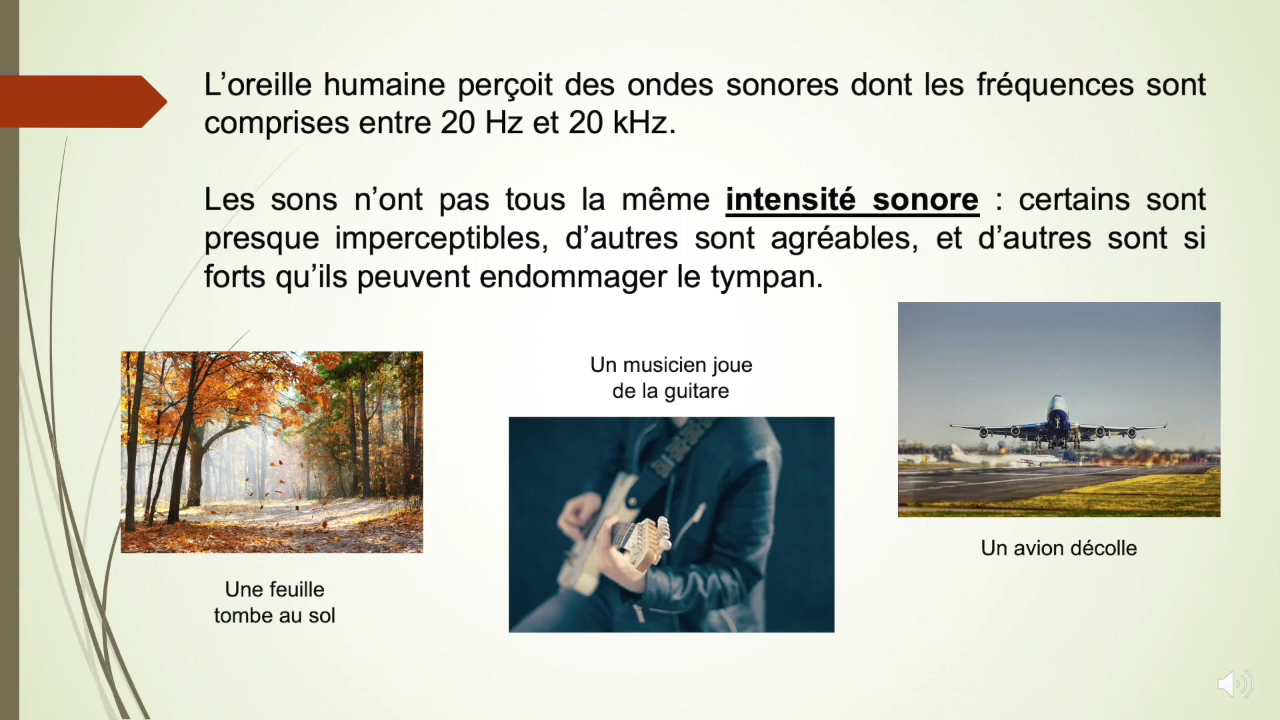 L’oreille humaine perçoit des ondes sonores dont les fréquences sont
comprises entre 20 Hz et 20 kHz.
Les sons n’ont pas tous la même intensité sonore : certains sont
presque imperceptibles, d’autres sont agréables, et d’autres sont si
forts qu’ils peuvent endommager le tympan.
Un musicien joue
de la guitare
Un avion décolle
Une feuille
tombe au sol